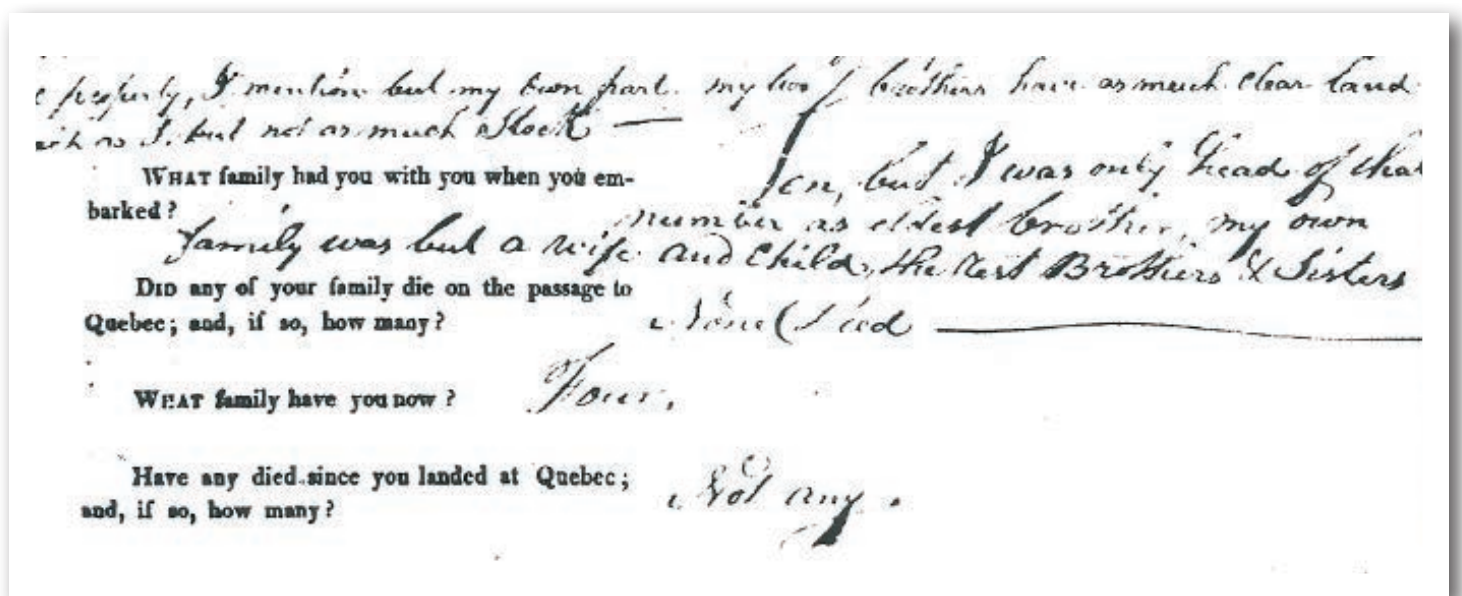 property, I mention but my own part. my two brothers have as much clear land
as I, but not as much Stock —
WHAT family had you with you when you em-
barked?
Ten, but I was only head of that
number as eldest brother, my own
family was but a wife and Child, the rest Brothers & Sisters
DID any of your family die on the passage to
Quebec; and, if so, how many?
None Died
WHAT family have you now?
Four.
Have any died since you landed at Quebec;
and, if so, how many?
Not any.